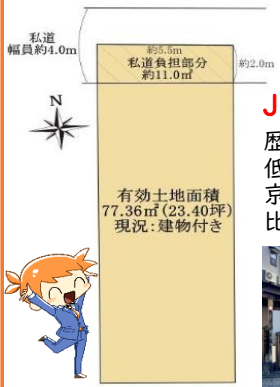 私道
幅員約4.0m
約5.5m
私道負担部分
約11.0㎡
約2.0m
N
有効土地面積
77.36㎡(23.40坪)
現況:建物付き
J
歴
低
京
比